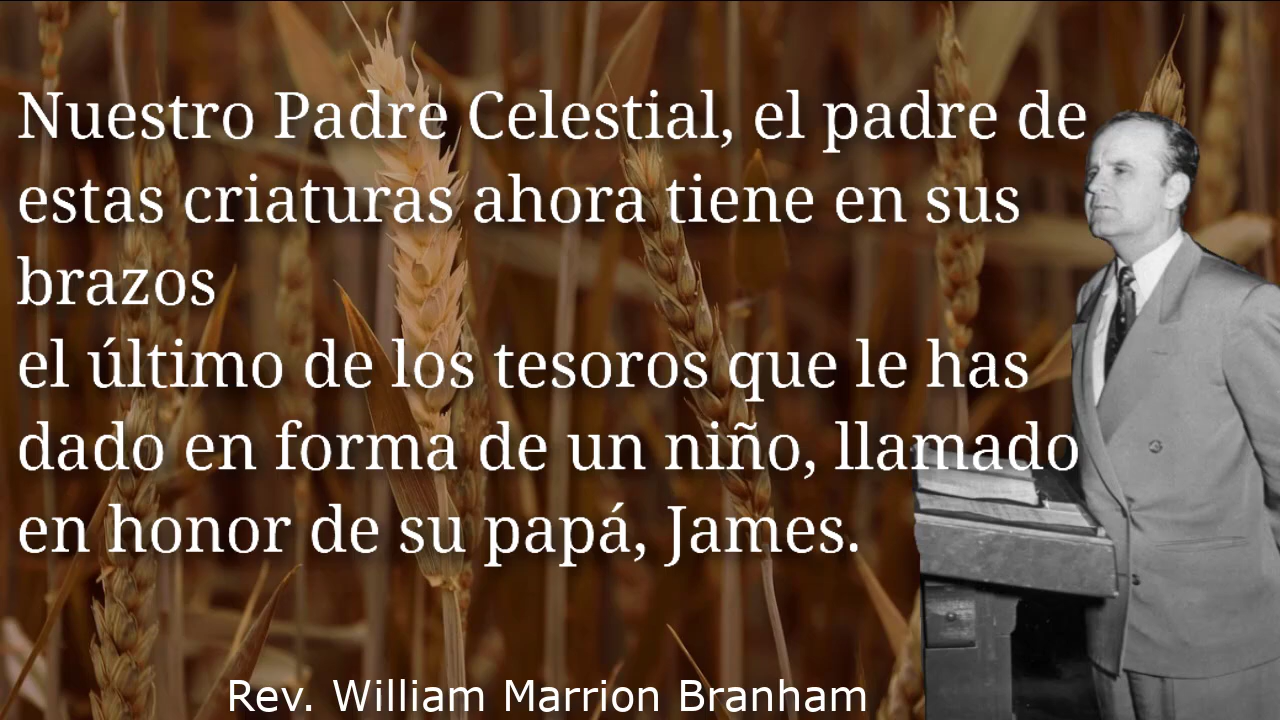 Nuestro Padre Celestial, el padre de
estas criaturas ahora tiene en sus
brazos
el último de los tesoros que le has
dado en forma de un niño, llamado
en honor de su papá, James.
Rev. William Marrion Branham